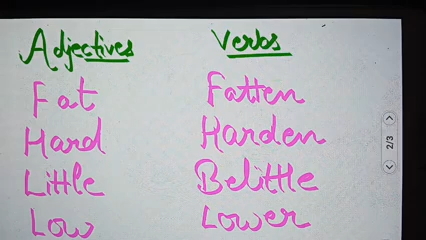 Adjectives Verbs
Fat Fatten
Hard Harden
Little Belittle
Low Lower
2/3